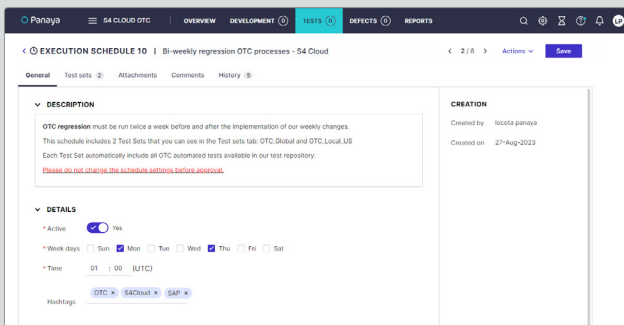 Panaya S4 CLOUD OTC OVERVIEW DEVELOPMENT 0 TESTS 0 DEFECTS 0 REPORTS LP
EXECUTION SCHEDULE 10 | Bi-weekly regression OTC processes - S4 Cloud < 2/8 > Actions Save
General Test sets 2 Attachments Comments History 5
DESCRIPTION
OTC regression must be run twice a week before and after the implementation of our weekly changes.
This schedule includes 2 Test Sets that you can see in the Test sets tab: OTC_Global and OTC_Local_US
Each Test Set automatically include all OTC automated tests available in our test repository.
Please do not change the schedule settings before approval.
CREATION
Created by locota panaya
Created on 27-Aug-2023
DETAILS
* Active Yes
* Week days Sun Mon Tue Wed Thu Fri Sat
* Time 01 : 00 (UTC)
Hashtags OTC × S4Cloud × SAP ×